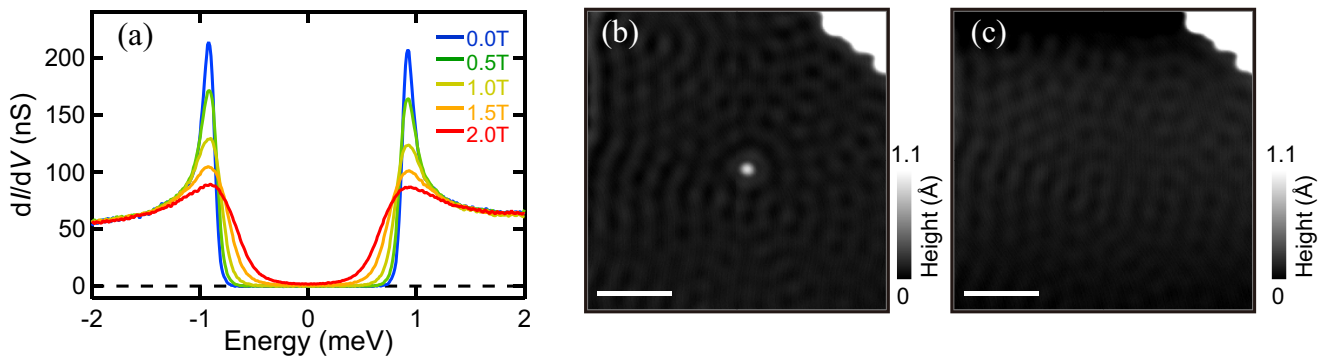 (a)
0.0T
0.5T
1.0T
1.5T
2.0T
200
150
100
50
0
dI/dV (nS)
-2
-1
0
1
2
Energy (meV)
(b)
1.1
Height (Å)
0
(c)
1.1
Height (Å)
0